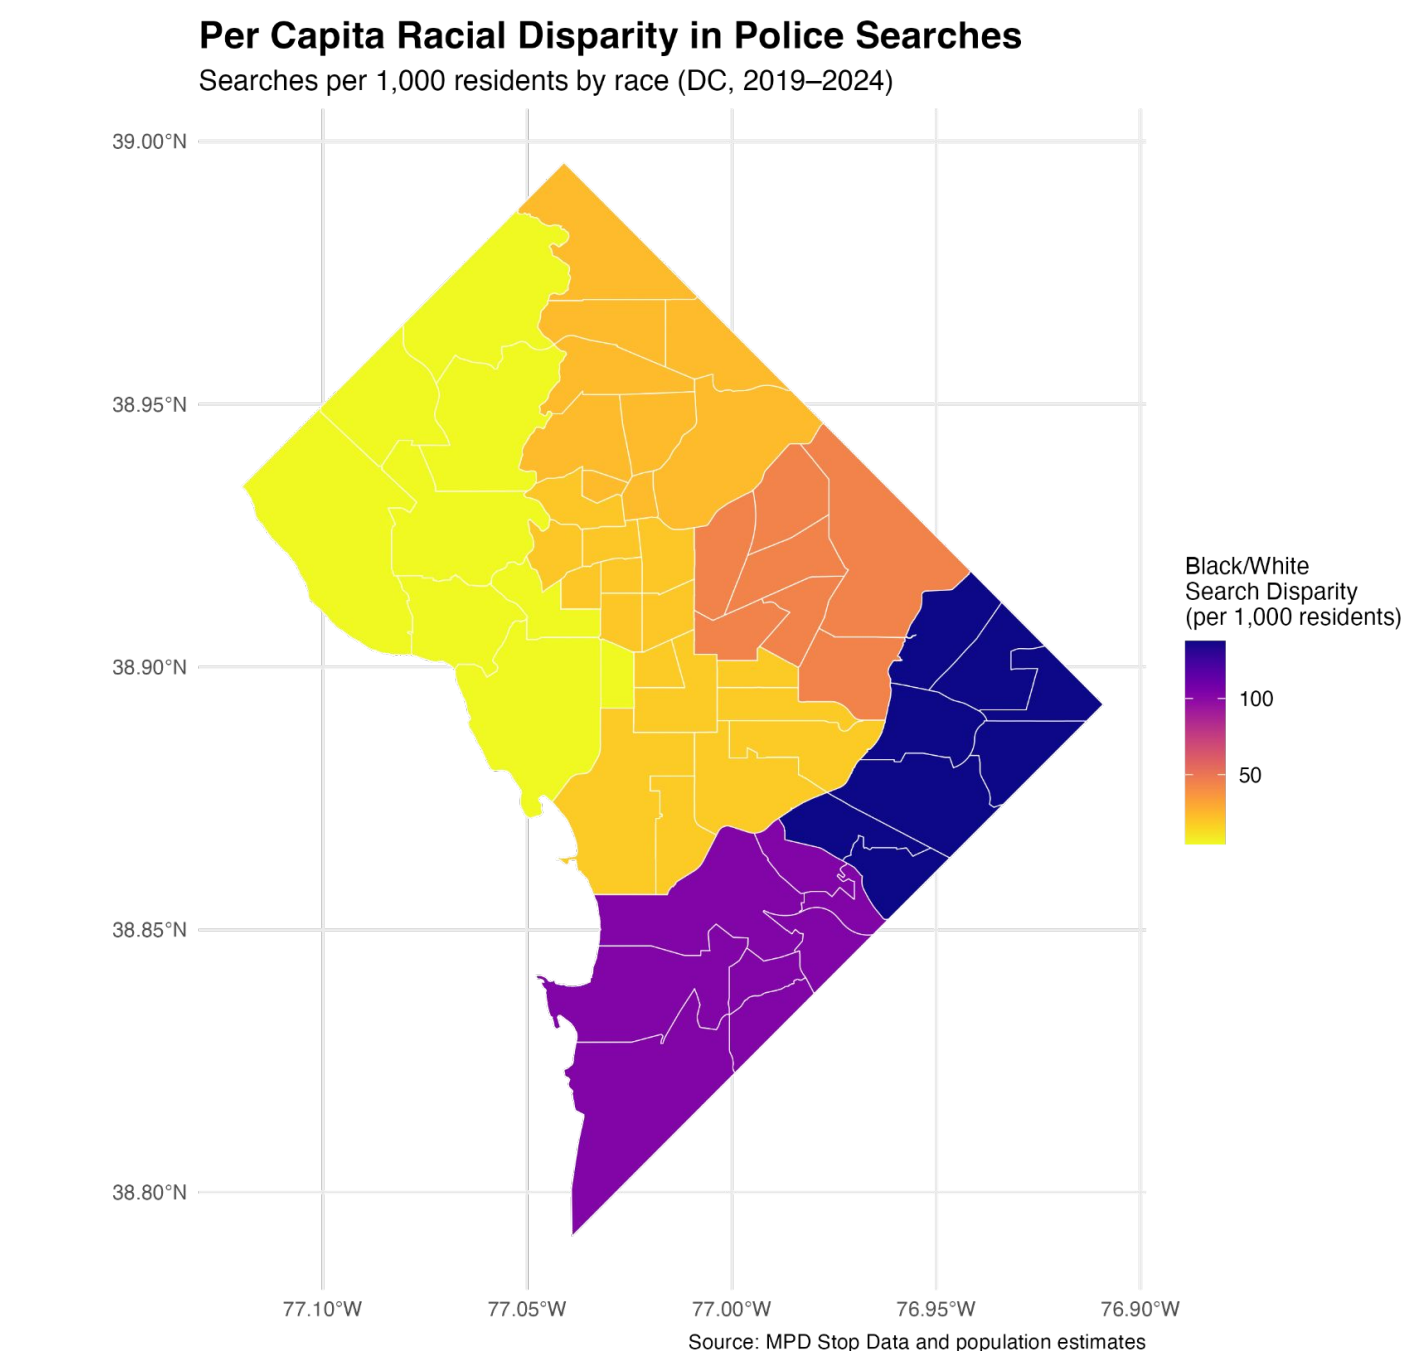 Per Capita Racial Disparity in Police Searches
Searches per 1,000 residents by race (DC, 2019–2024)
39.00°N
38.95°N
38.90°N
38.85°N
38.80°N
77.10°W
77.05°W
77.00°W
76.95°W
76.90°W
Black/White
Search Disparity
(per 1,000 residents)
100
50
Source: MPD Stop Data and population estimates